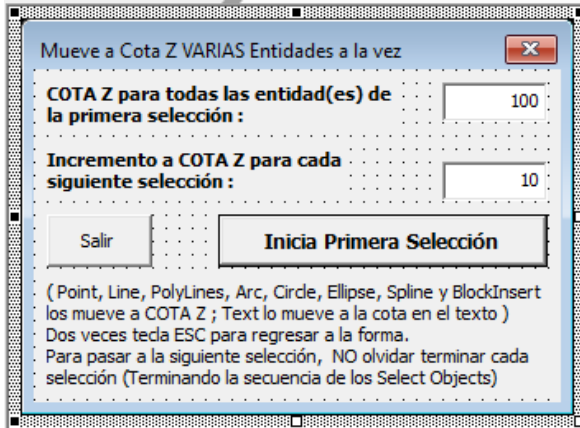 Mueve a Cota Z VARIAS Entidades a la vez
COTA Z para todas las entidad(es) de
la primera selección :
100
Incremento a COTA Z para cada
siguiente selección :
10
Salir
Inicia Primera Selección
( Point, Line, PolyLines, Arc, Circle, Ellipse, Spline y BlockInsert
los mueve a COTA Z ; Text lo mueve a la cota en el texto )
Dos veces tecla ESC para regresar a la forma.
Para pasar a la siguiente selección, NO olvidar terminar cada
selección (Terminando la secuencia de los Select Objects)